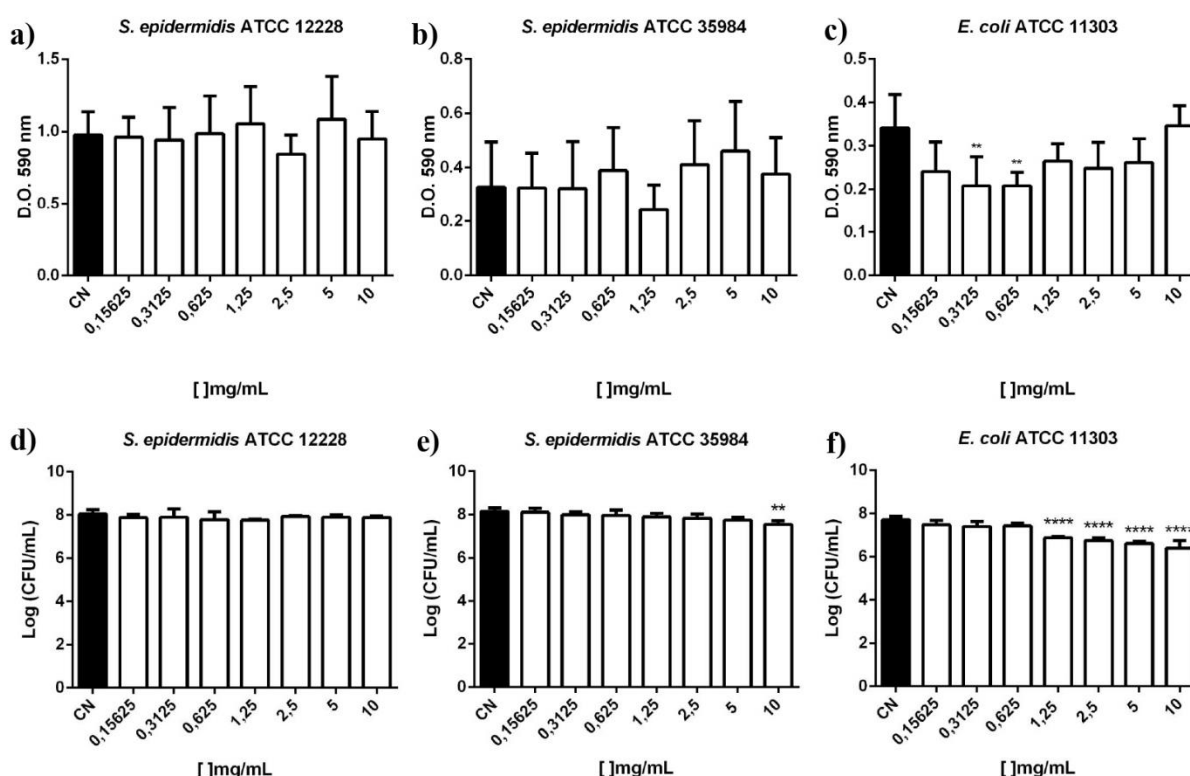 a)
S. epidermidis ATCC 12228
D.O. 590 nm
1.5
1.0
0.5
0.0
CN
0,15625
0,3125
0,625
1,25
2,5
5
10
[ ]mg/mL
b)
S. epidermidis ATCC 35984
D.O. 590 nm
0.8
0.6
0.4
0.2
0.0
CN
0,15625
0,3125
0,625
1,25
2,5
5
10
[ ]mg/mL
c)
E. coli ATCC 11303
D.O. 590 nm
0.5
0.4
0.3
0.2
0.1
0.0
**
**
CN
0,15625
0,3125
0,625
1,25
2,5
5
10
[ ]mg/mL
d)
S. epidermidis ATCC 12228
Log (CFU/mL)
10
8
6
4
2
0
CN
0,15625
0,3125
0,625
1,25
2,5
5
10
[ ]mg/mL
e)
S. epidermidis ATCC 35984
Log (CFU/mL)
10
8
6
4
2
0
**
CN
0,15625
0,3125
0,625
1,25
2,5
5
10
[ ]mg/mL
f)
E. coli ATCC 11303
Log (CFU/mL)
10
8
6
4
2
0
****
****
****
****
CN
0,15625
0,3125
0,625
1,25
2,5
5
10
[ ]mg/mL